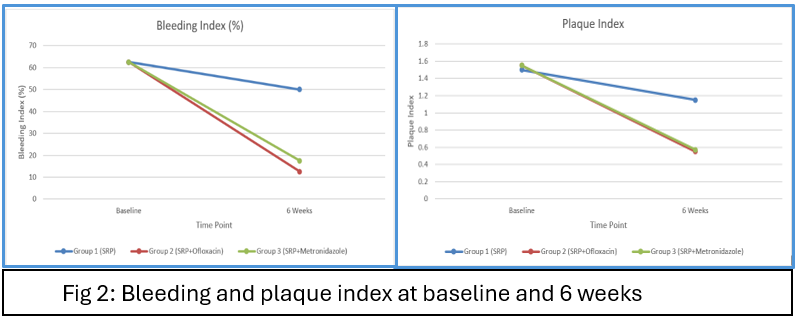 Bleeding Index (%)
70
60
50
40
30
20
10
0
Bleeding Index (%)
Baseline
6 Weeks
Time Point
Group 1 (SRP)
Group 2 (SRP+Ofloxacin)
Group 3 (SRP+Metronidazole)
Plaque Index
1.8
1.6
1.4
1.2
1
0.8
0.6
0.4
0.2
0
Plaque Index
Baseline
6 Weeks
Time Point
Group 1 (SRP)
Group 2 (SRP+Ofloxacin)
Group 3 (SRP+Metronidazole)
Fig 2: Bleeding and plaque index at baseline and 6 weeks